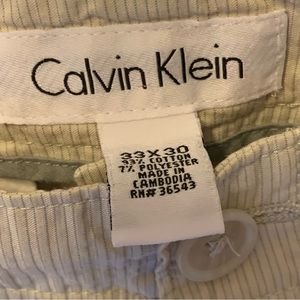 Calvin Klein
33X30
93% COTTON
7% POLYESTER
MADE IN
CAMBODIA
RN# 36543